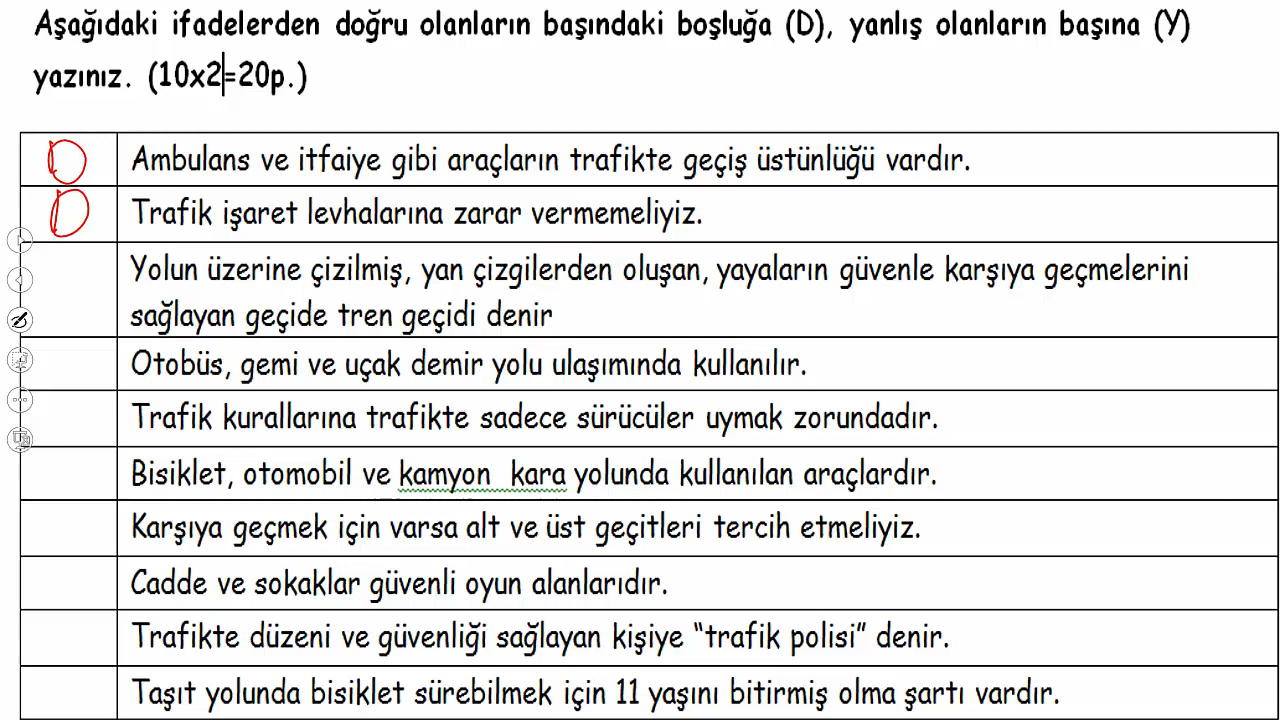 Aşağıdaki ifadelerden doğru olanların başındaki boşluğa (D), yanlış olanların başına (Y)
yazınız. (10x2=20p.)
D Ambulans ve itfaiye gibi araçların trafikte geçiş üstünlüğü vardır.
D Trafik işaret levhalarına zarar vermemeliyiz.
Yolun üzerine çizilmiş, yan çizgilerden oluşan, yayaların güvenle karşıya geçmelerini
sağlayan geçide tren geçidi denir
Otobüs, gemi ve uçak demir yolu ulaşımında kullanılır.
Trafik kurallarına trafikte sadece sürücüler uymak zorundadır.
Bisiklet, otomobil ve kamyon kara yolunda kullanılan araçlardır.
Karşıya geçmek için varsa alt ve üst geçitleri tercih etmeliyiz.
Cadde ve sokaklar güvenli oyun alanlarıdır.
Trafikte düzeni ve güvenliği sağlayan kişiye “trafik polisi” denir.
Taşıt yolunda bisiklet sürebilmek için 11 yaşını bitirmiş olma şartı vardır.